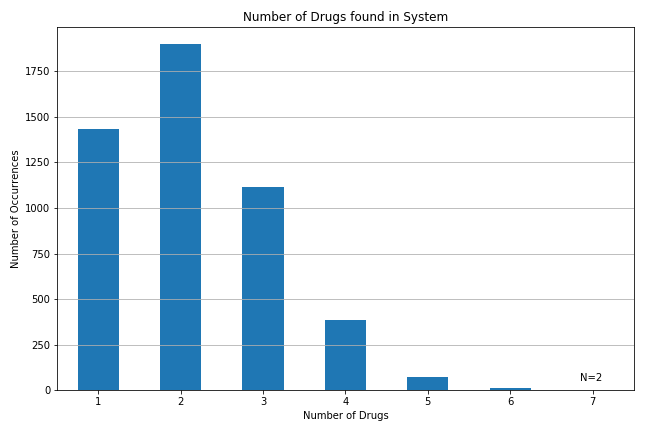 Number of Drugs found in System
Number of Occurrences
1750
1500
1250
1000
750
500
250
0
N=2
1 2 3 4 5 6 7
Number of Drugs